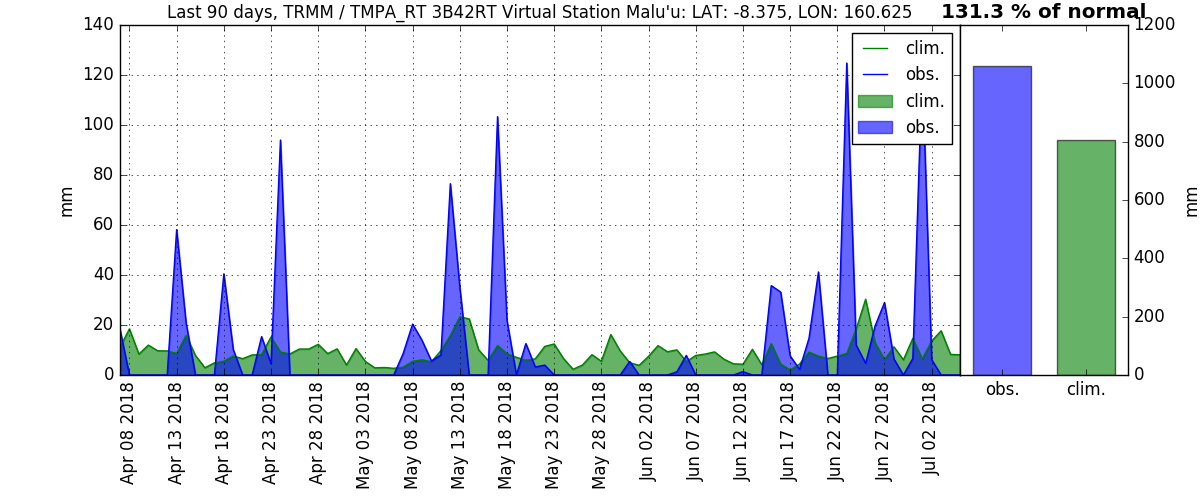 Last 90 days, TRMM / TMPA_RT 3B42RT Virtual Station Malu'u: LAT: -8.375, LON: 160.625
131.3 % of normal
140
120
100
80
60
40
20
0
mm
clim.
obs.
clim.
obs.
Apr 08 2018
Apr 13 2018
Apr 18 2018
Apr 23 2018
Apr 28 2018
May 03 2018
May 08 2018
May 13 2018
May 18 2018
May 23 2018
May 28 2018
Jun 02 2018
Jun 07 2018
Jun 12 2018
Jun 17 2018
Jun 22 2018
Jun 27 2018
Jul 02 2018
1200
1000
800
600
400
200
0
mm
obs.
clim.